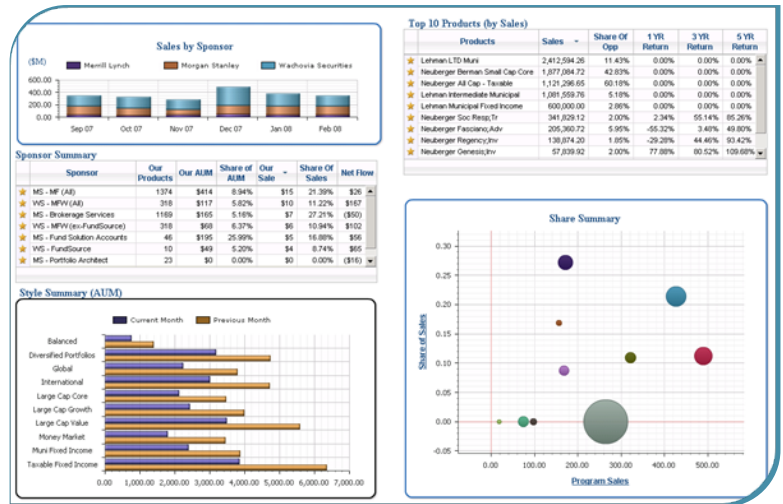 Sales by Sponsor
($M)
Merrill Lynch Morgan Stanley Wachovia Securities
600.00
400.00
200.00
0.00
Sep 07 Oct 07 Nov 07 Dec 07 Jan 08 Feb 08
Sponsor Summary
Sponsor Our Products Our AUM Share of AUM Our Sale Share Of Sales Net Flow
MS - MF (All) 1374 $414 8.94% $15 21.39% $26
WS - MFW (All) 318 $117 5.82% $10 11.22% $167
MS - Brokerage Services 1169 $165 5.16% $7 27.21% ($50)
WS - MFW (ex-FundSource) 318 $68 6.37% $6 10.94% $102
MS - Fund Solution Accounts 46 $195 25.99% $5 16.88% $56
WS - FundSource 10 $49 5.20% $4 8.74% $65
MS - Portfolio Architect 23 $0 0.00% $0 0.00% ($16)
Style Summary (AUM)
Current Month Previous Month
Balanced
Diversified Portfolios
Global
International
Large Cap Core
Large Cap Growth
Large Cap Value
Money Market
Muni Fixed Income
Taxable Fixed Income
0.00 1,000.00 2,000.00 3,000.00 4,000.00 5,000.00 6,000.00 7,000.00
Top 10 Products (by Sales)
Products Sales Share Of Opp 1 YR Return 3 YR Return 5 YR Return
Lehman LTD Muni 2,412,594.26 11.43% 0.00% 0.00% 0.00%
Neuberger Berman Small Cap Core 1,877,084.72 42.83% 0.00% 0.00% 0.00%
Neuberger All Cap - Taxable 1,121,296.65 60.18% 0.00% 0.00% 0.00%
Lehman Intermediate Municipal 1,081,559.76 5.18% 0.00% 0.00% 0.00%
Lehman Municipal Fixed Income 600,000.00 2.86% 0.00% 0.00% 0.00%
Neuberger Soc Resp;Tr 341,829.12 2.00% 2.34% 55.14% 85.26%
Neuberger Fasciano;Adv 205,360.72 5.95% -55.32% 3.48% 49.80%
Neuberger Regency;Inv 138,874.20 1.85% -29.28% 44.46% 93.42%
Neuberger Genesis;Inv 57,839.92 2.00% 77.88% 80.52% 109.68%
Share Summary
Share of Sales
0.30
0.25
0.20
0.15
0.10
0.05
0.00
-0.05
0.00 100.00 200.00 300.00 400.00 500.00
Program Sales